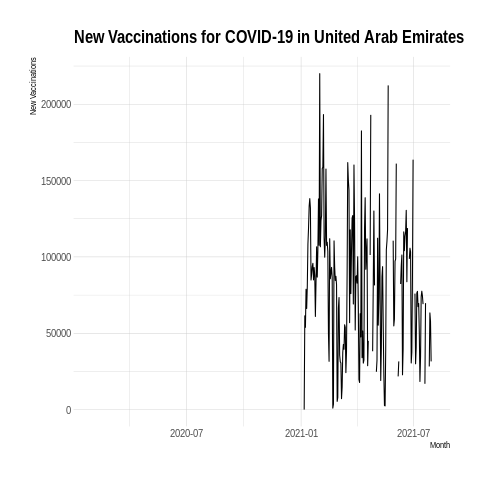 New Vaccinations for COVID-19 in United Arab Emirates
New Vaccinations
200000
150000
100000
50000
0
2020-07
2021-01
2021-07
Month